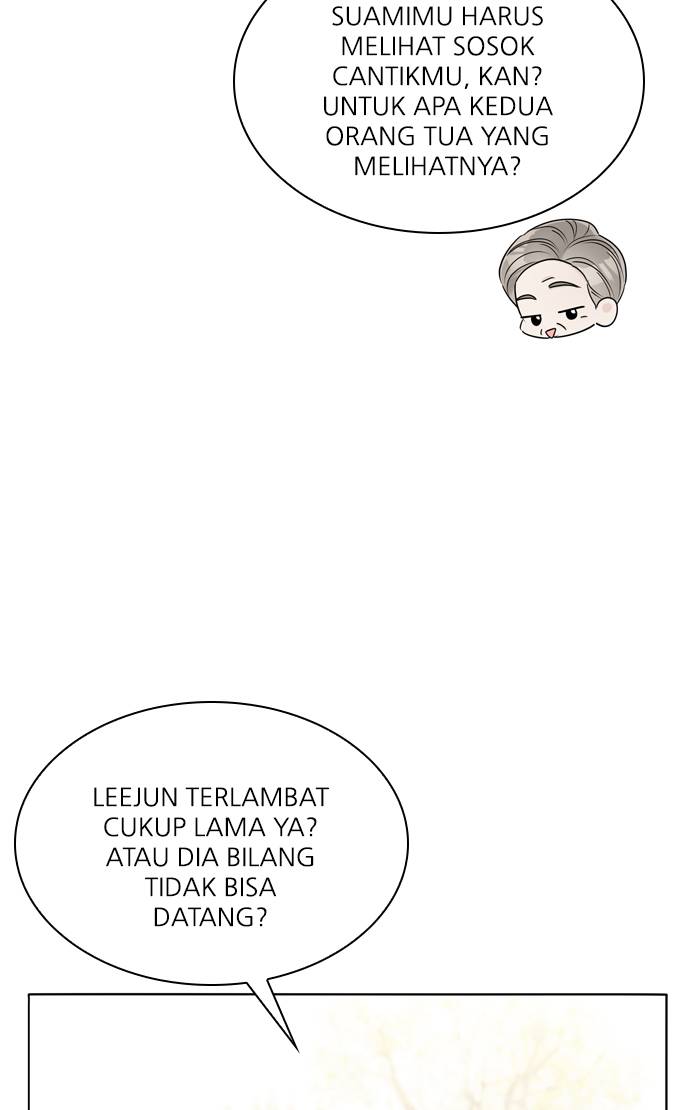 SUAMIMU HARUS
MELIHAT SOSOK
CANTIKMU, KAN?
UNTUK APA KEDUA
ORANG TUA YANG
MELIHATNYA?
LEEJUN TERLAMBAT
CUKUP LAMA YA?
ATAU DIA BILANG
TIDAK BISA
DATANG?